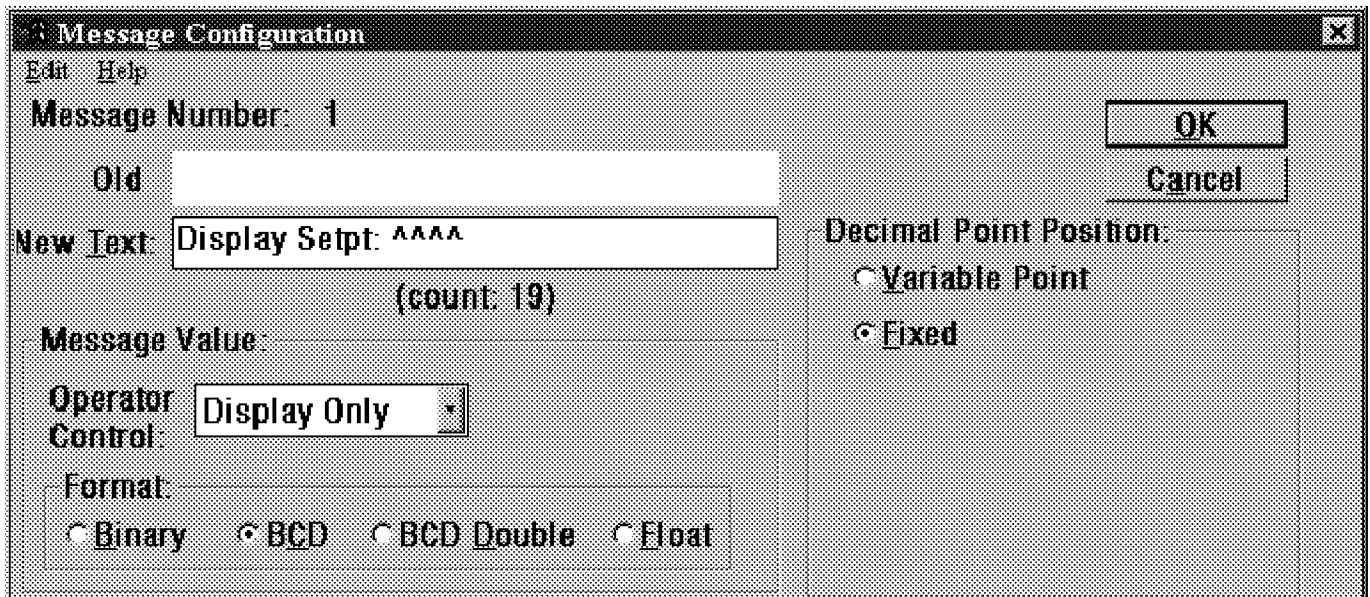 Message Configuration
Edit Help
Message Number: 1
OK
Old
Cancel
New Text: Display Setpt: ^^^^
(count: 19)
Decimal Point Position:
Variable Point
Fixed
Message Value:
Operator Control: Display Only
Format:
Binary BCD BCD Double Float